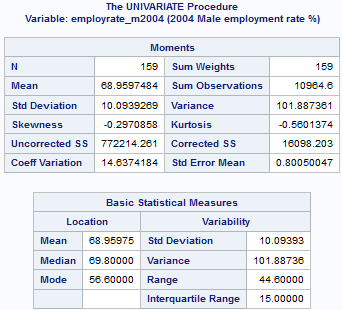 The UNIVARIATE Procedure
Variable: employrate_m2004 (2004 Male employment rate %)
Moments
N 159 Sum Weights 159
Mean 68.9597484 Sum Observations 10964.6
Std Deviation 10.0939269 Variance 101.887361
Skewness -0.2970858 Kurtosis -0.5601374
Uncorrected SS 772214.261 Corrected SS 16098.203
Coeff Variation 14.6374184 Std Error Mean 0.80050047
Basic Statistical Measures
Location Variability
Mean 68.95975 Std Deviation 10.09393
Median 69.80000 Variance 101.88736
Mode 56.60000 Range 44.60000
Interquartile Range 15.00000